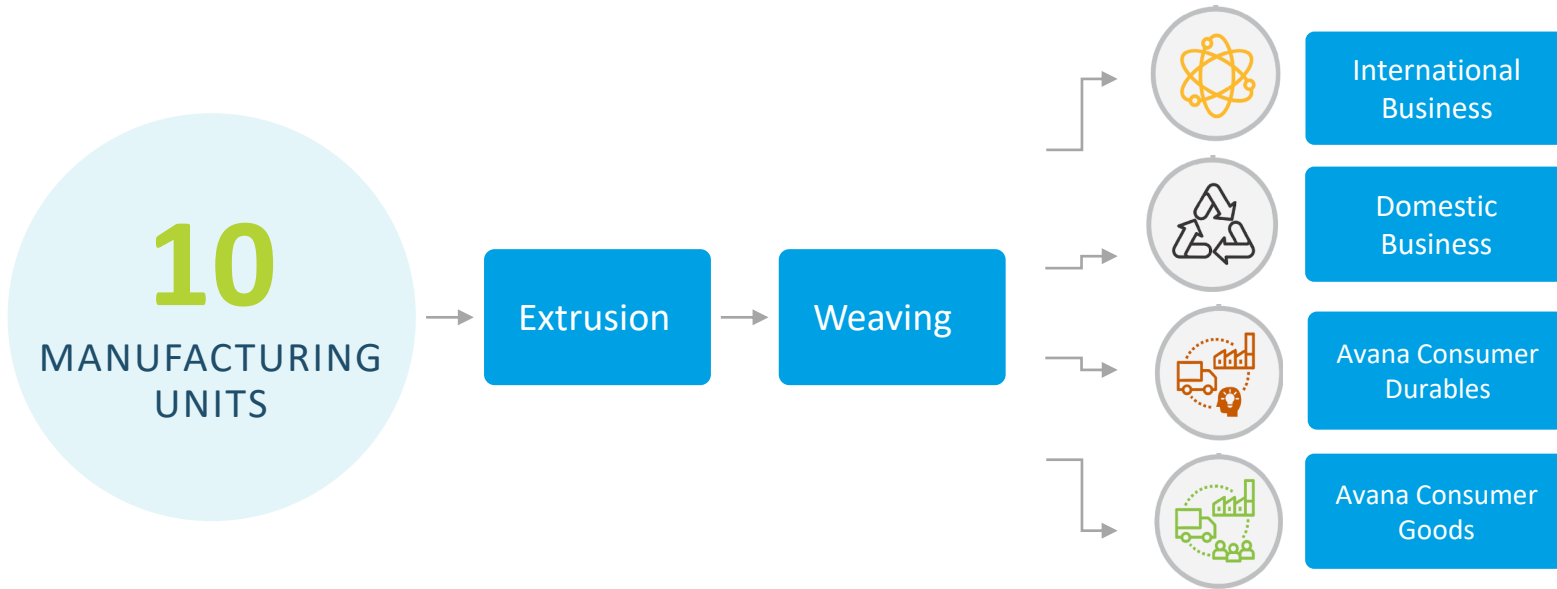 10
MANUFACTURING
UNITS
Extrusion
Weaving
International
Business
Domestic
Business
Avana Consumer
Durables
Avana Consumer
Goods